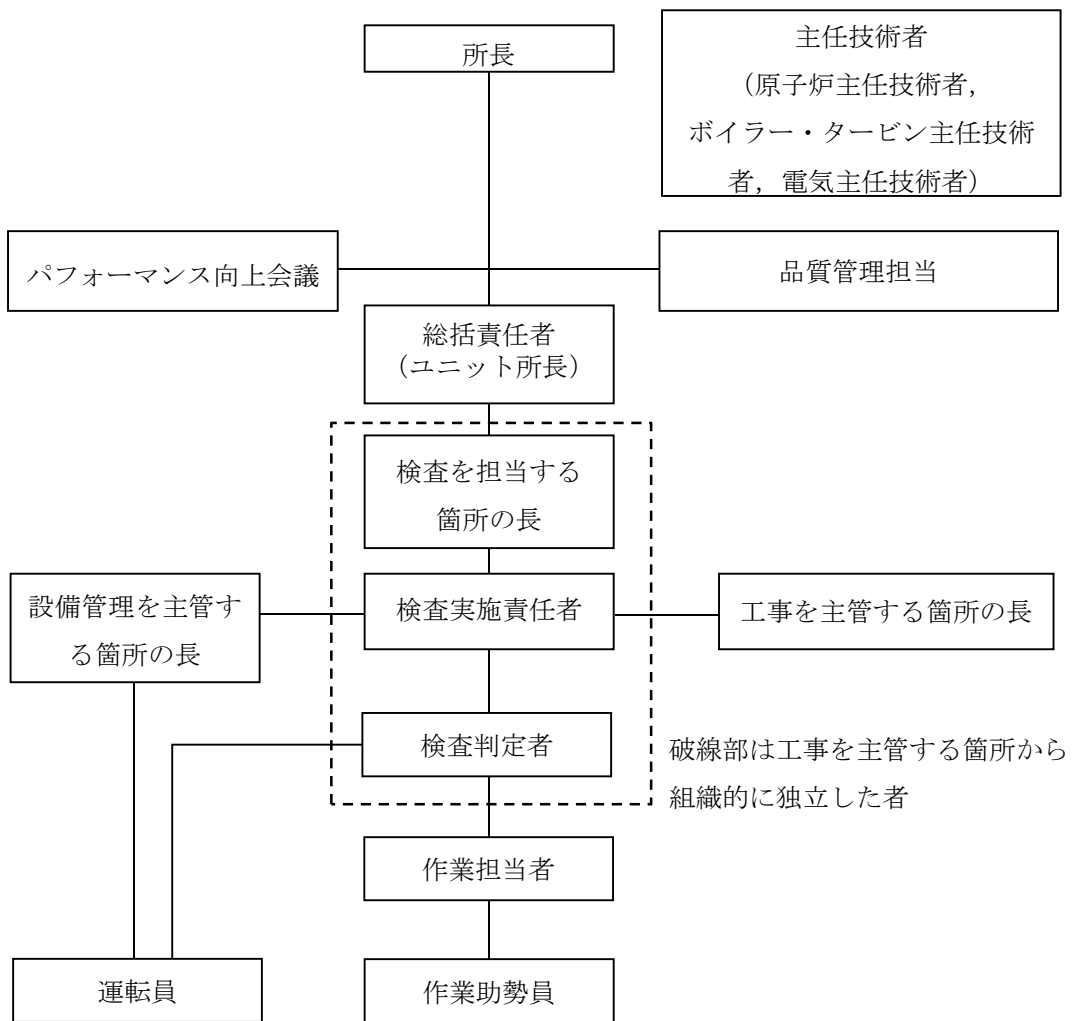 所長
主任技術者
（原子炉主任技術者，
ボイラー・タービン主任技術
者，電気主任技術者）
パフォーマンス向上会議
品質管理担当
総括責任者
（ユニット所長）
検査を担当する
箇所の長
設備管理を主管す
る箇所の長
検査実施責任者
工事を主管する箇所の長
検査判定者
破線部は工事を主管する箇所から
組織的に独立した者
作業担当者
運転員
作業助勢員